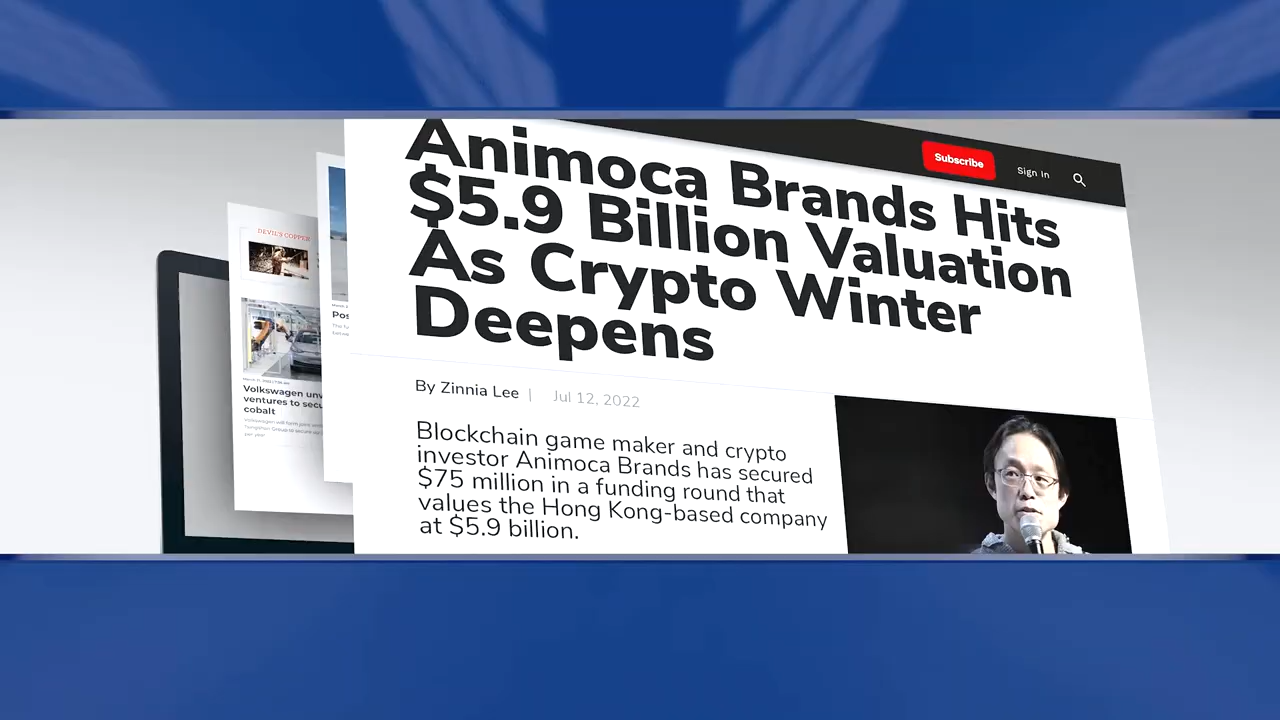 Subscribe
Sign In
Animoca Brands Hits
$5.9 Billion Valuation
As Crypto Winter
Deepens
By Zinnia Lee |
Jul 12, 2022
Blockchain game maker and crypto
investor Animoca Brands has secured
$75 million in a funding round that
values the Hong Kong-based company
at $5.9 billion.
DEVIL'S COPPER
Volkswagen
ventures to
cobalt
per year